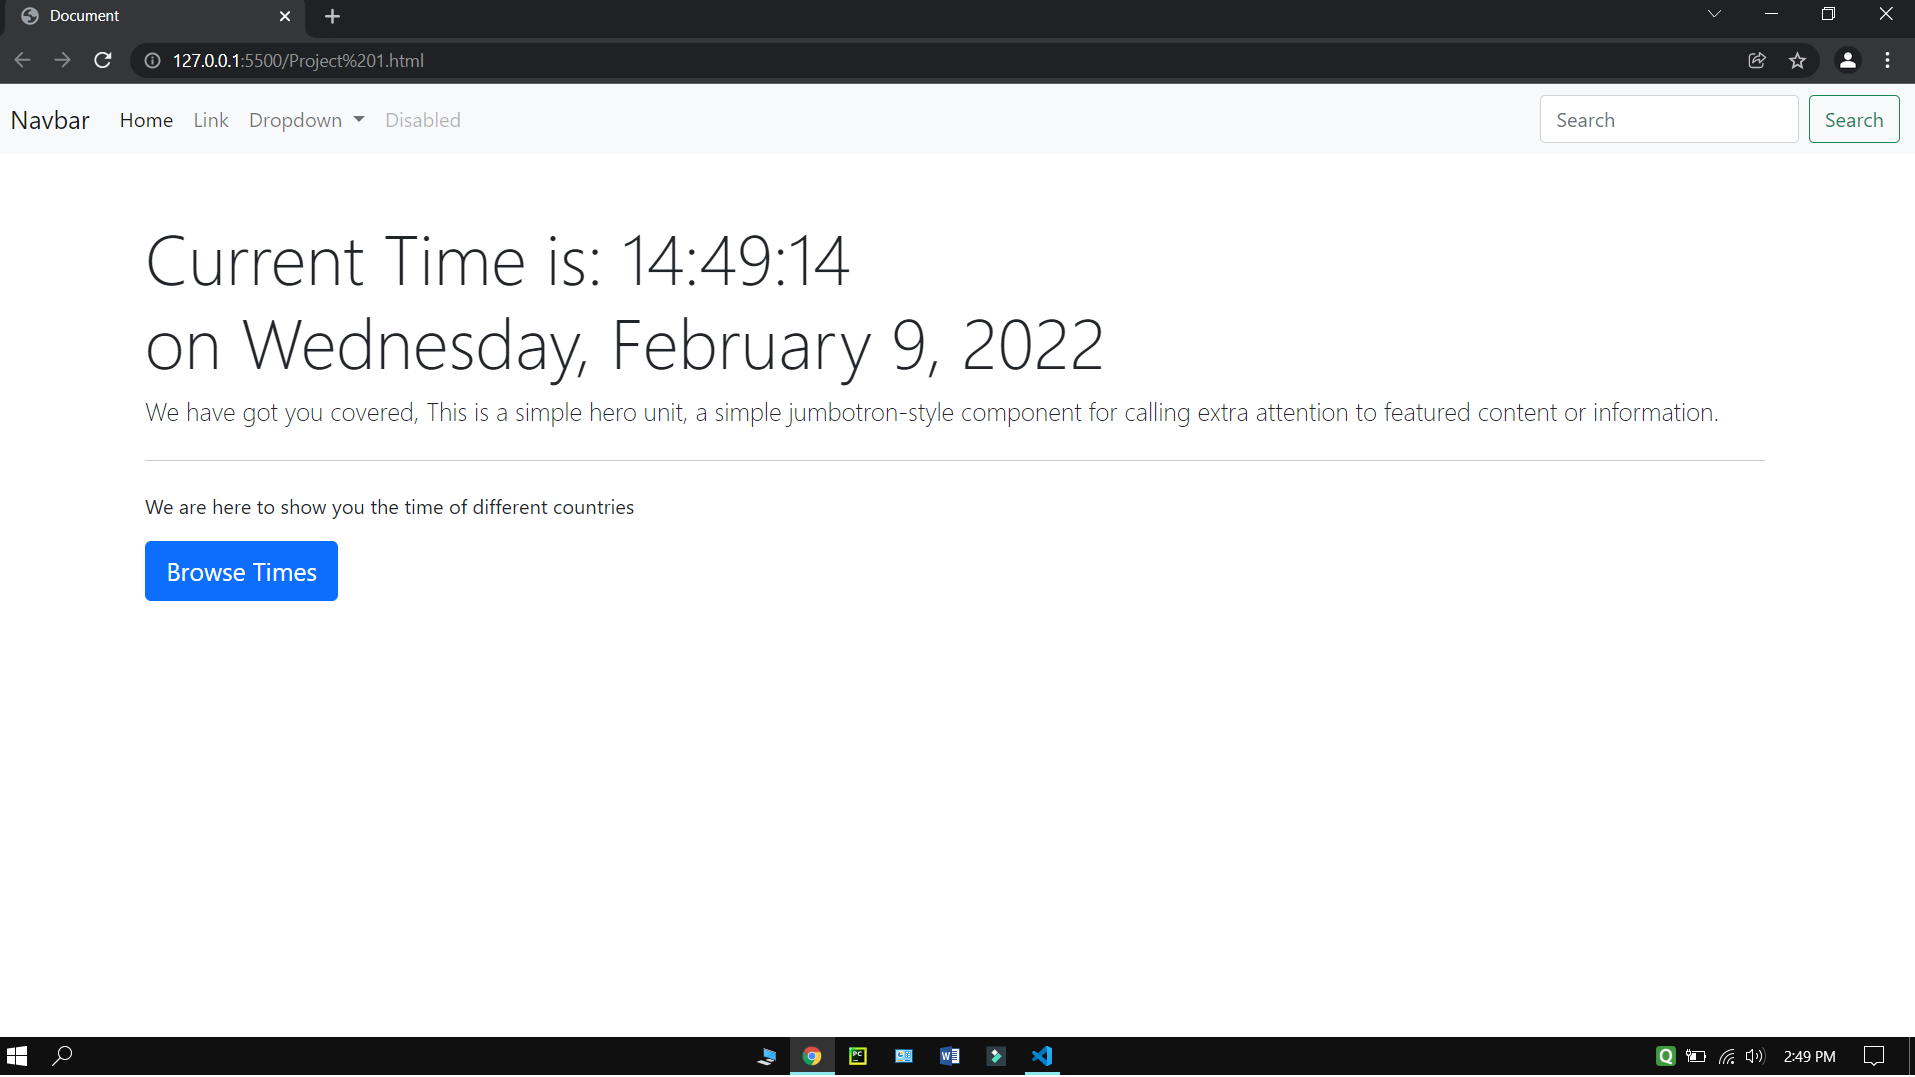 Document
127.0.0.1:5500/Project%201.html
Navbar Home Link Dropdown Disabled Search Search
Current Time is: 14:49:14
on Wednesday, February 9, 2022
We have got you covered, This is a simple hero unit, a simple jumbotron-style component for calling extra attention to featured content or information.
We are here to show you the time of different countries
Browse Times
2:49 PM